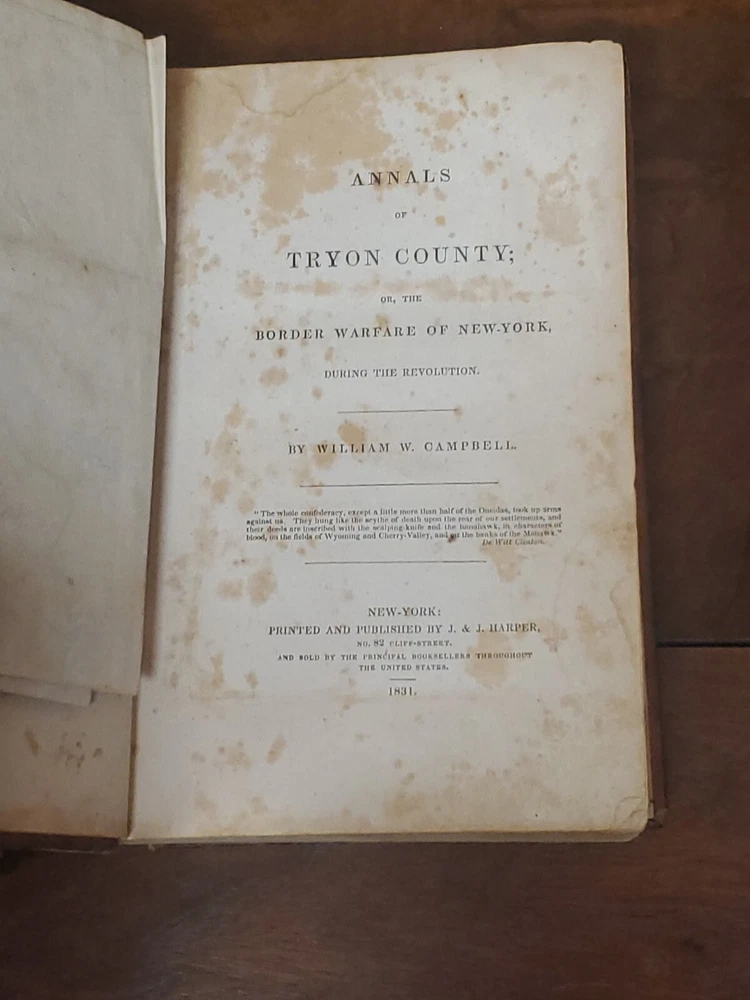 ANNALS
OF
TRYON COUNTY;
OR, THE
BORDER WARFARE OF NEW-YORK,
DURING THE REVOLUTION.
BY WILLIAM W. CAMPBELL.
"The whole confederacy, except a little more than half of the Oneidas, took up arms
against us. They hung like the scythe of death upon the rear of our settlements, and
their deeds are inscribed with the scalping-knife and the tomahawk, in characters of
blood, on the fields of Wyoming and Cherry-Valley, and on the banks of the Mohawk."
De Witt Clinton.
NEW-YORK:
PRINTED AND PUBLISHED BY J. & J. HARPER,
NO. 82 CLIFF-STREET.
AND SOLD BY THE PRINCIPAL BOOKSELLERS THROUGHOUT
THE UNITED STATES.
1831.